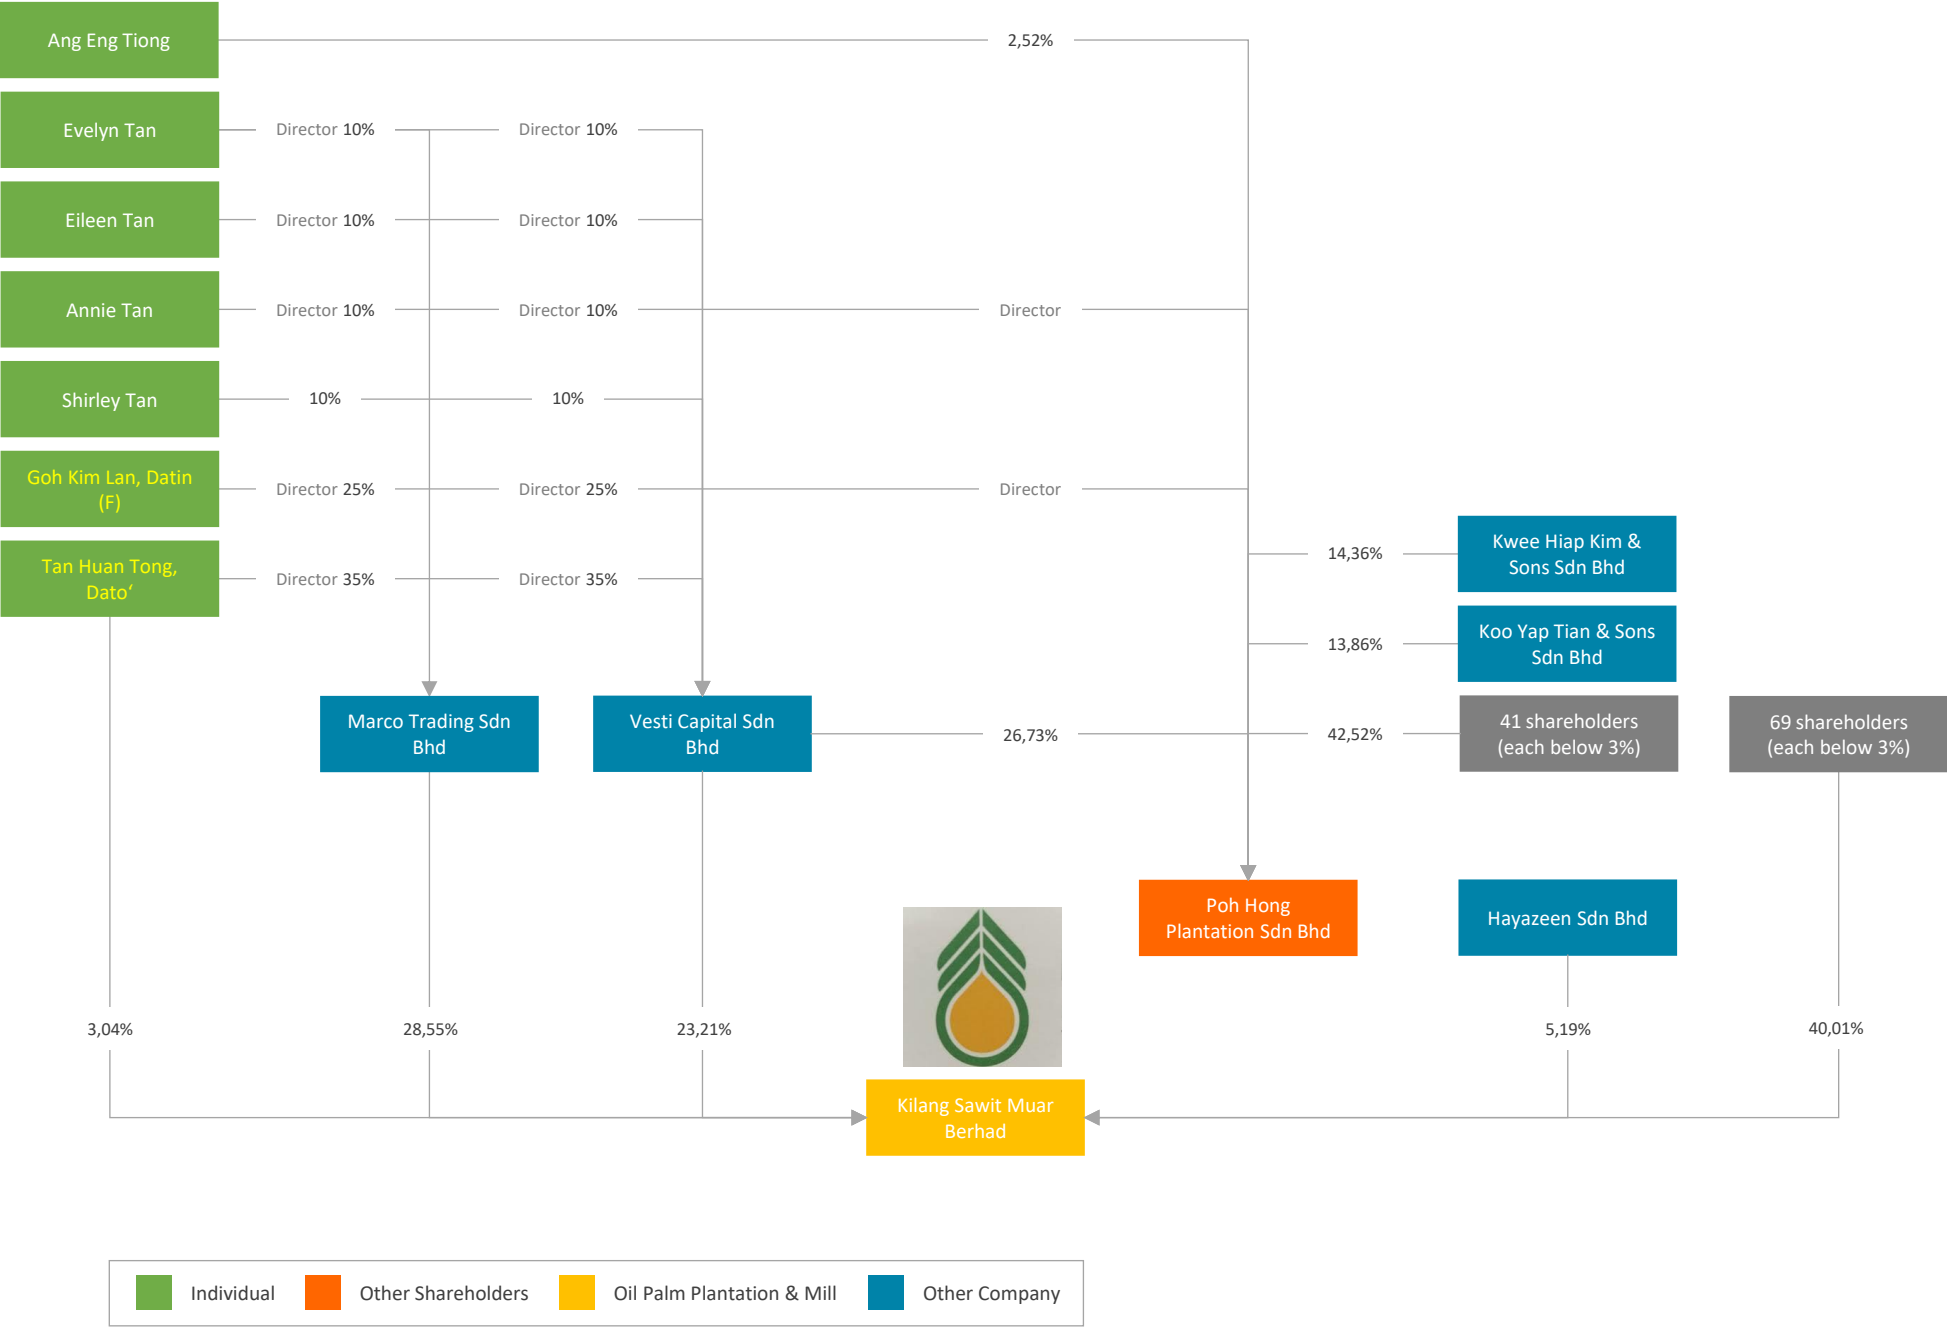 Ang Eng Tiong
2,52%
Evelyn Tan
Director 10%
Director 10%
Eileen Tan
Director 10%
Director 10%
Annie Tan
Director 10%
Director 10%
Director
Shirley Tan
10%
10%
Goh Kim Lan, Datin
(F)
Director 25%
Director 25%
Director
Tan Huan Tong,
Dato‘
Director 35%
Director 35%
14,36%
Kwee Hiap Kim &
Sons Sdn Bhd
13,86%
Koo Yap Tian & Sons
Sdn Bhd
Marco Trading Sdn
Bhd
Vesti Capital Sdn
Bhd
26,73%
42,52%
41 shareholders
(each below 3%)
69 shareholders
(each below 3%)
Poh Hong
Plantation Sdn Bhd
Hayazeen Sdn Bhd
3,04%
28,55%
23,21%
5,19%
40,01%
Kilang Sawit Muar
Berhad
Individual
Other Shareholders
Oil Palm Plantation & Mill
Other Company